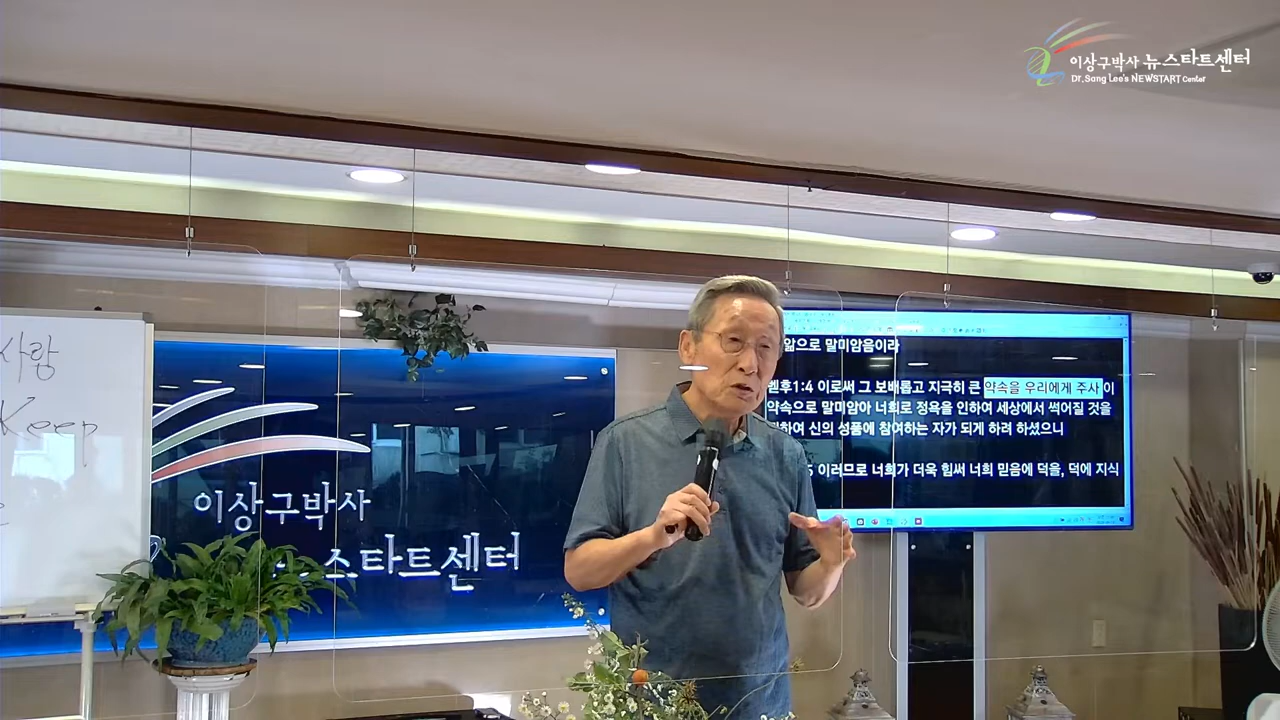 이상구박사 뉴스타트센터
Dr. Sang Lee's NEWSTART Center
사랑
Keep
이상구박사
스타트센터
앎으로 말미암음이라
벧후1:4 이로써 그 보배롭고 지극히 큰 약속을 우리에게 주사 이
약속으로 말미암아 너희로 정욕을 인하여 세상에서 썩어질 것을
하여 신의 성품에 참여하는 자가 되게 하려 하셨으니
5 이러므로 너희가 더욱 힘써 너희 믿음에 덕을, 덕에 지식